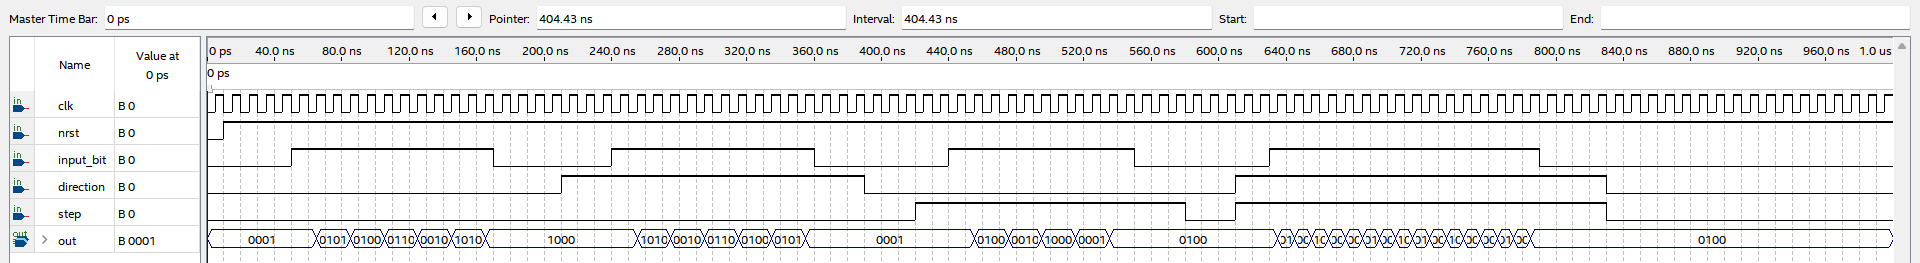 Master Time Bar: 0 ps Pointer: 404.43 ns Interval: 404.43 ns Start: End:
Name Value at 0 ps
0 ps 40.0 ns 80.0 ns 120.0 ns 160.0 ns 200.0 ns 240.0 ns 280.0 ns 320.0 ns 360.0 ns 400.0 ns 440.0 ns 480.0 ns 520.0 ns 560.0 ns 600.0 ns 640.0 ns 680.0 ns 720.0 ns 760.0 ns 800.0 ns 840.0 ns 880.0 ns 920.0 ns 960.0 ns 1.0 us
0 ps
in clk B 0
in nrst B 0
in input_bit B 0
in direction B 0
in step B 0
out out B 0001 0001 0101 0100 0110 0010 1010 1000 1010 0010 0110 0100 0101 0001 0100 0010 1000 0001 0100 0100